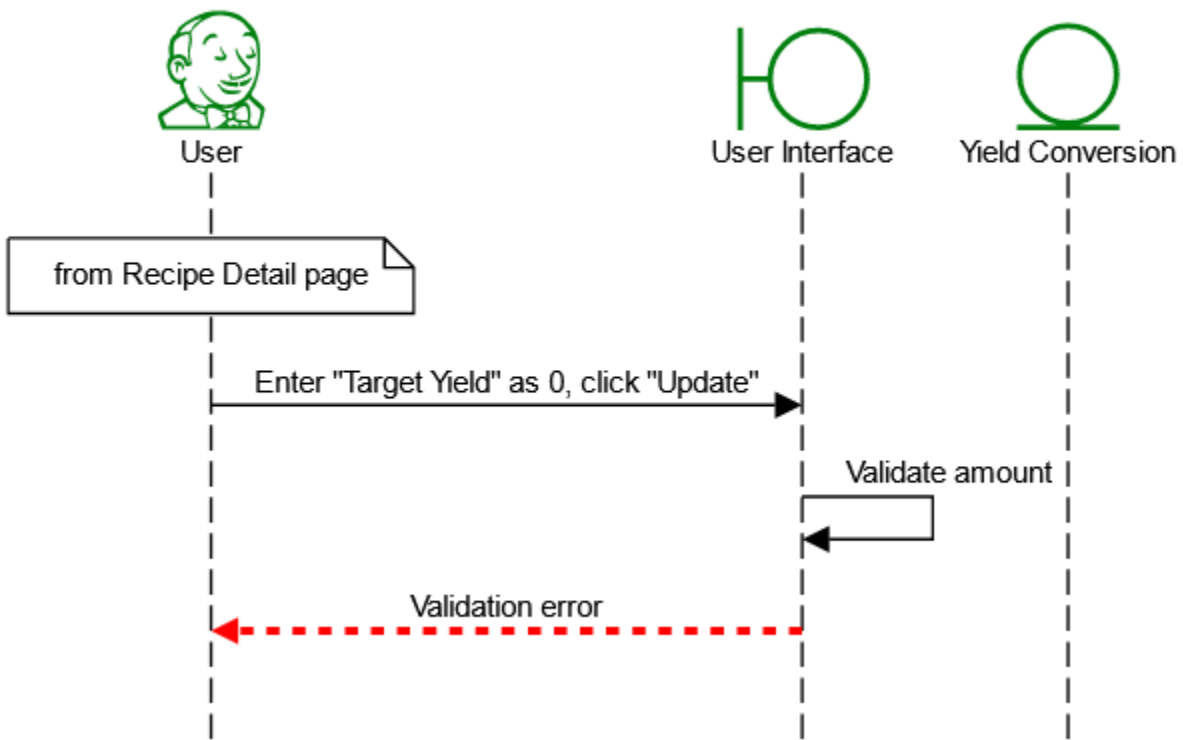 User
User Interface
Yield Conversion
from Recipe Detail page
Enter "Target Yield" as 0, click "Update"
Validate amount
Validation error